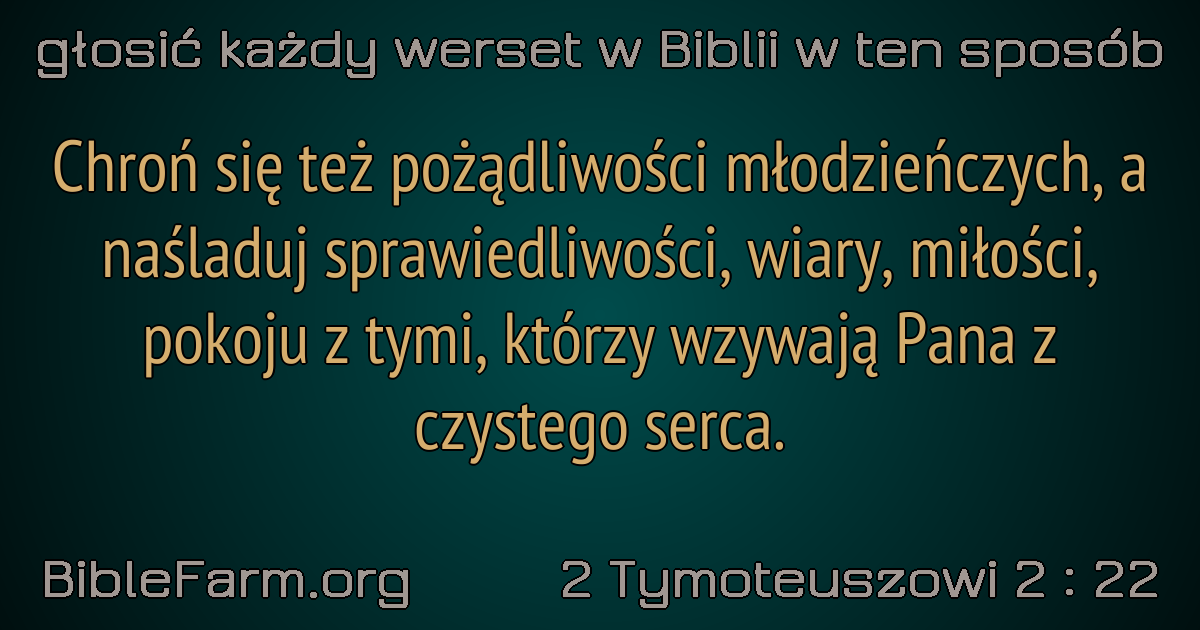 głosić każdy werset w Biblii w ten sposób
Chroń się też pożądliwości młodzieńczych, a
naśladuj sprawiedliwości, wiary, miłości,
pokoju z tymi, którzy wzywają Pana z
czystego serca.
BibleFarm.org 2 Tymoteuszowi 2 : 22